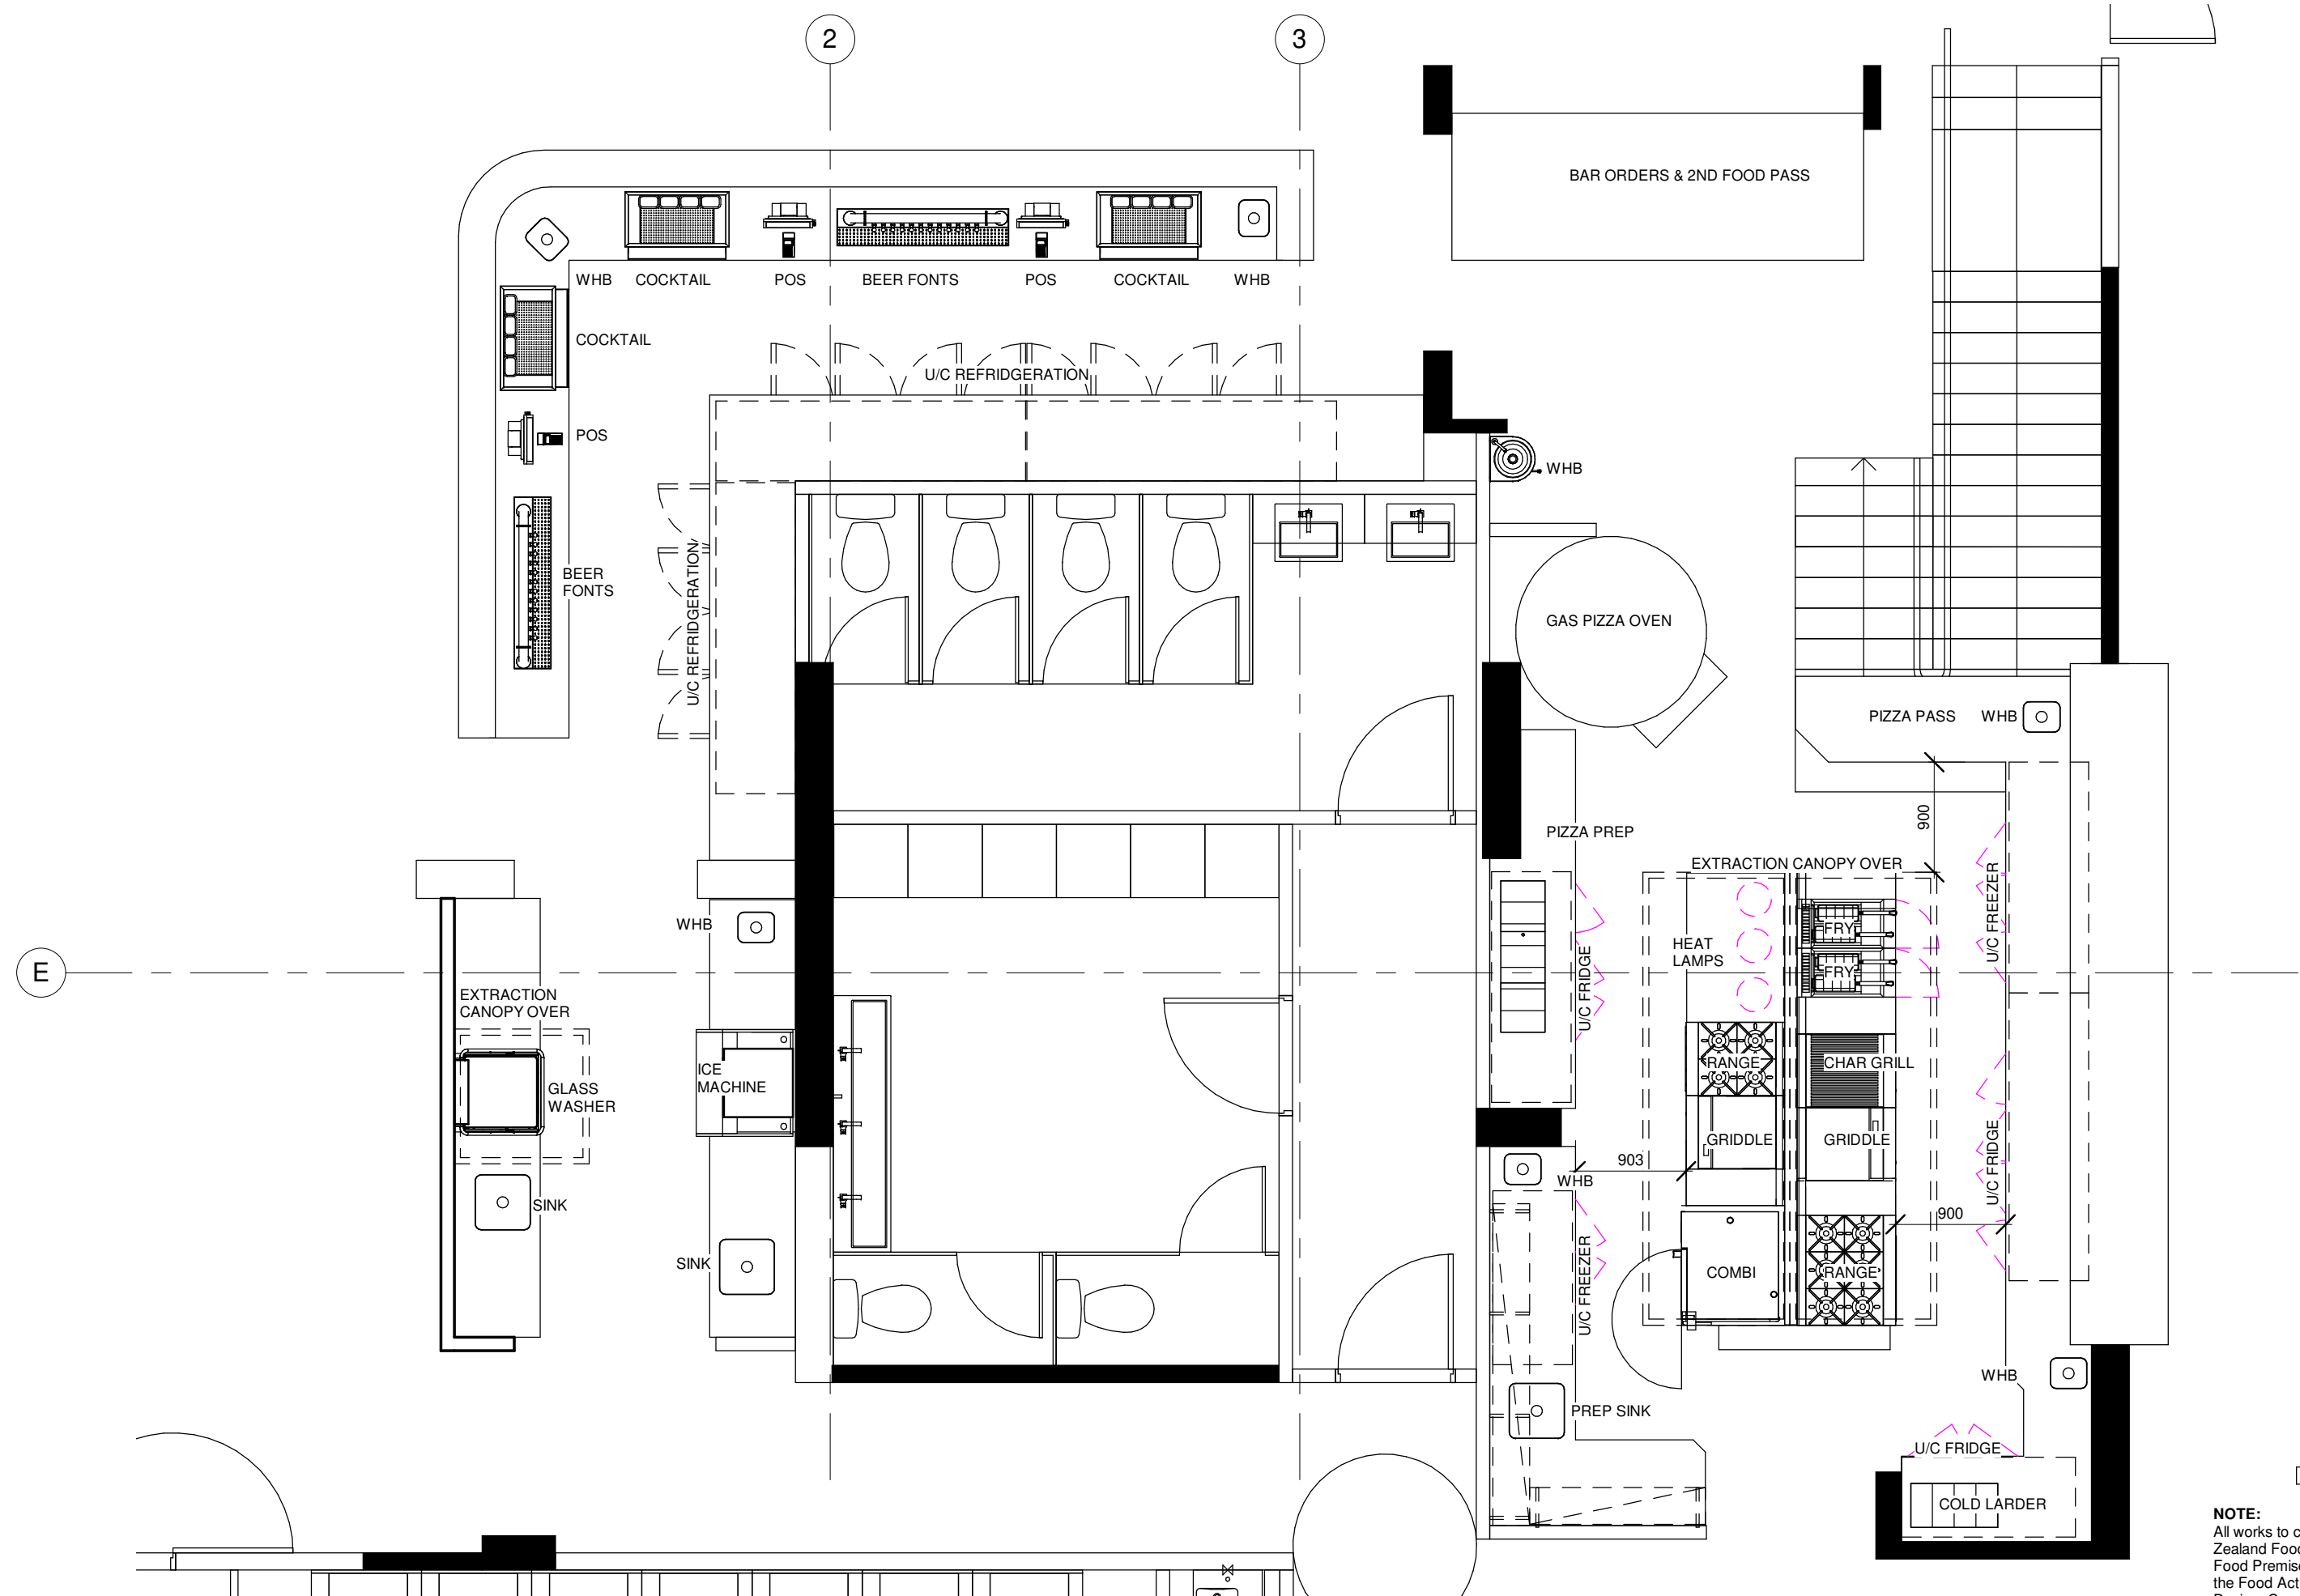 2
3
BAR ORDERS & 2ND FOOD PASS
WHB
COCKTAIL
POS
BEER FONTS
POS
COCKTAIL
WHB
COCKTAIL
U/C REFRIDGERATION
POS
WHB
BEER
FONTS
U/C REFRIDGERATION
GAS PIZZA OVEN
PIZZA PASS
WHB
900
PIZZA PREP
EXTRACTION CANOPY OVER
U/C FREEZER
WHB
FRY
HEAT
LAMPS
U/C FRIDGE
FRY
E
EXTRACTION
CANOPY OVER
ICE
MACHINE
GLASS
WASHER
RANGE
CHAR GRILL
GRIDDLE
GRIDDLE
U/C FRIDGE
903
WHB
SINK
900
SINK
U/C FREEZER
COMBI
RANGE
WHB
PREP SINK
U/C FRIDGE
COLD LARDER
NOTE:
All works to c
Zealand Food
Food Premise
the Food Act